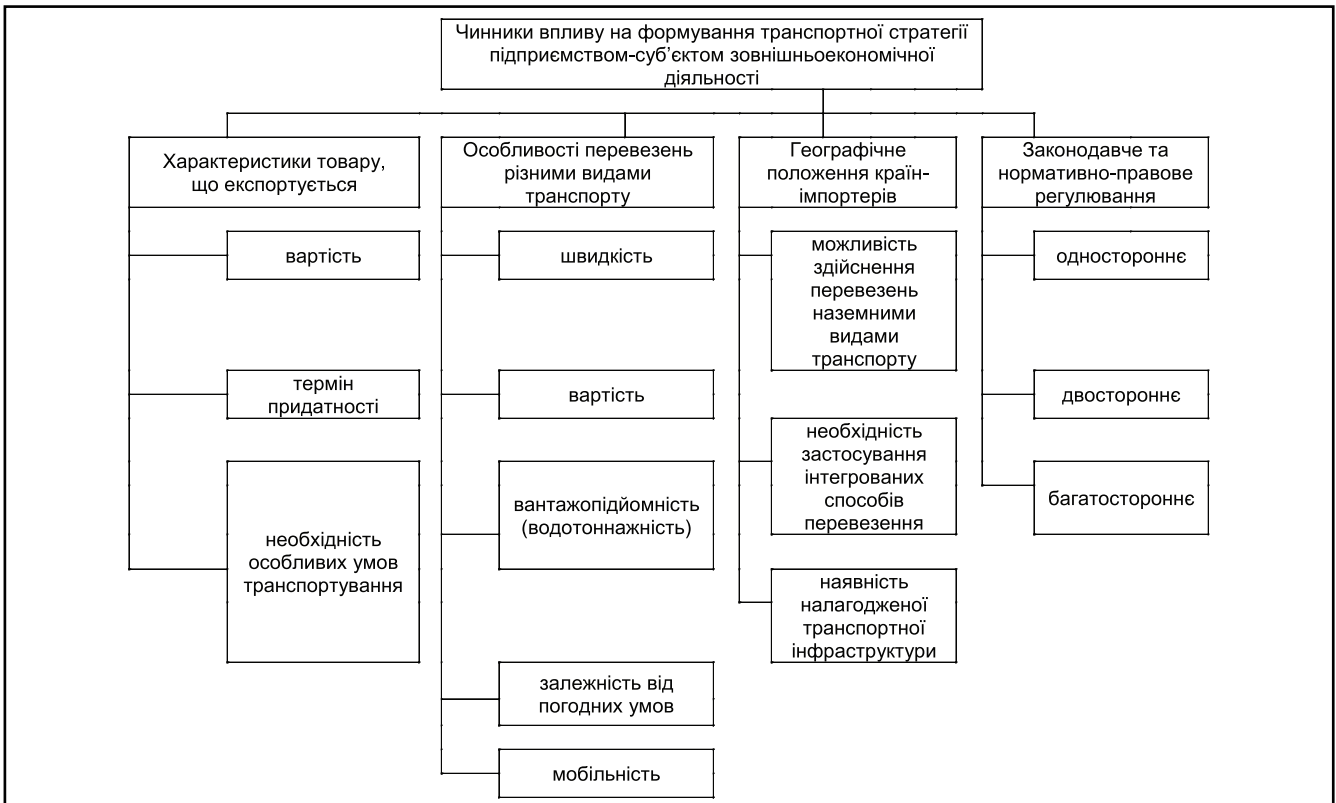 Чинники впливу на формування транспортної стратегії
підприємством-суб’єктом зовнішньоекономічної
діяльності
Характеристики товару,
що експортується
вартість
термін
придатності
необхідність
особливих умов
транспортування
Особливості перевезень
різними видами
транспорту
швидкість
вартість
вантажопідйомність
(водотоннажність)
залежність від
погодних умов
мобільність
Географічне
положення країн-
імпортерів
можливість
здійснення
перевезень
наземними
видами
транспорту
необхідність
застосування
інтегрованих
способів
перевезення
наявність
налагодженої
транспортної
інфраструктури
Законодавче та
нормативно-правове
регулювання
одностороннє
двостороннє
багатостороннє